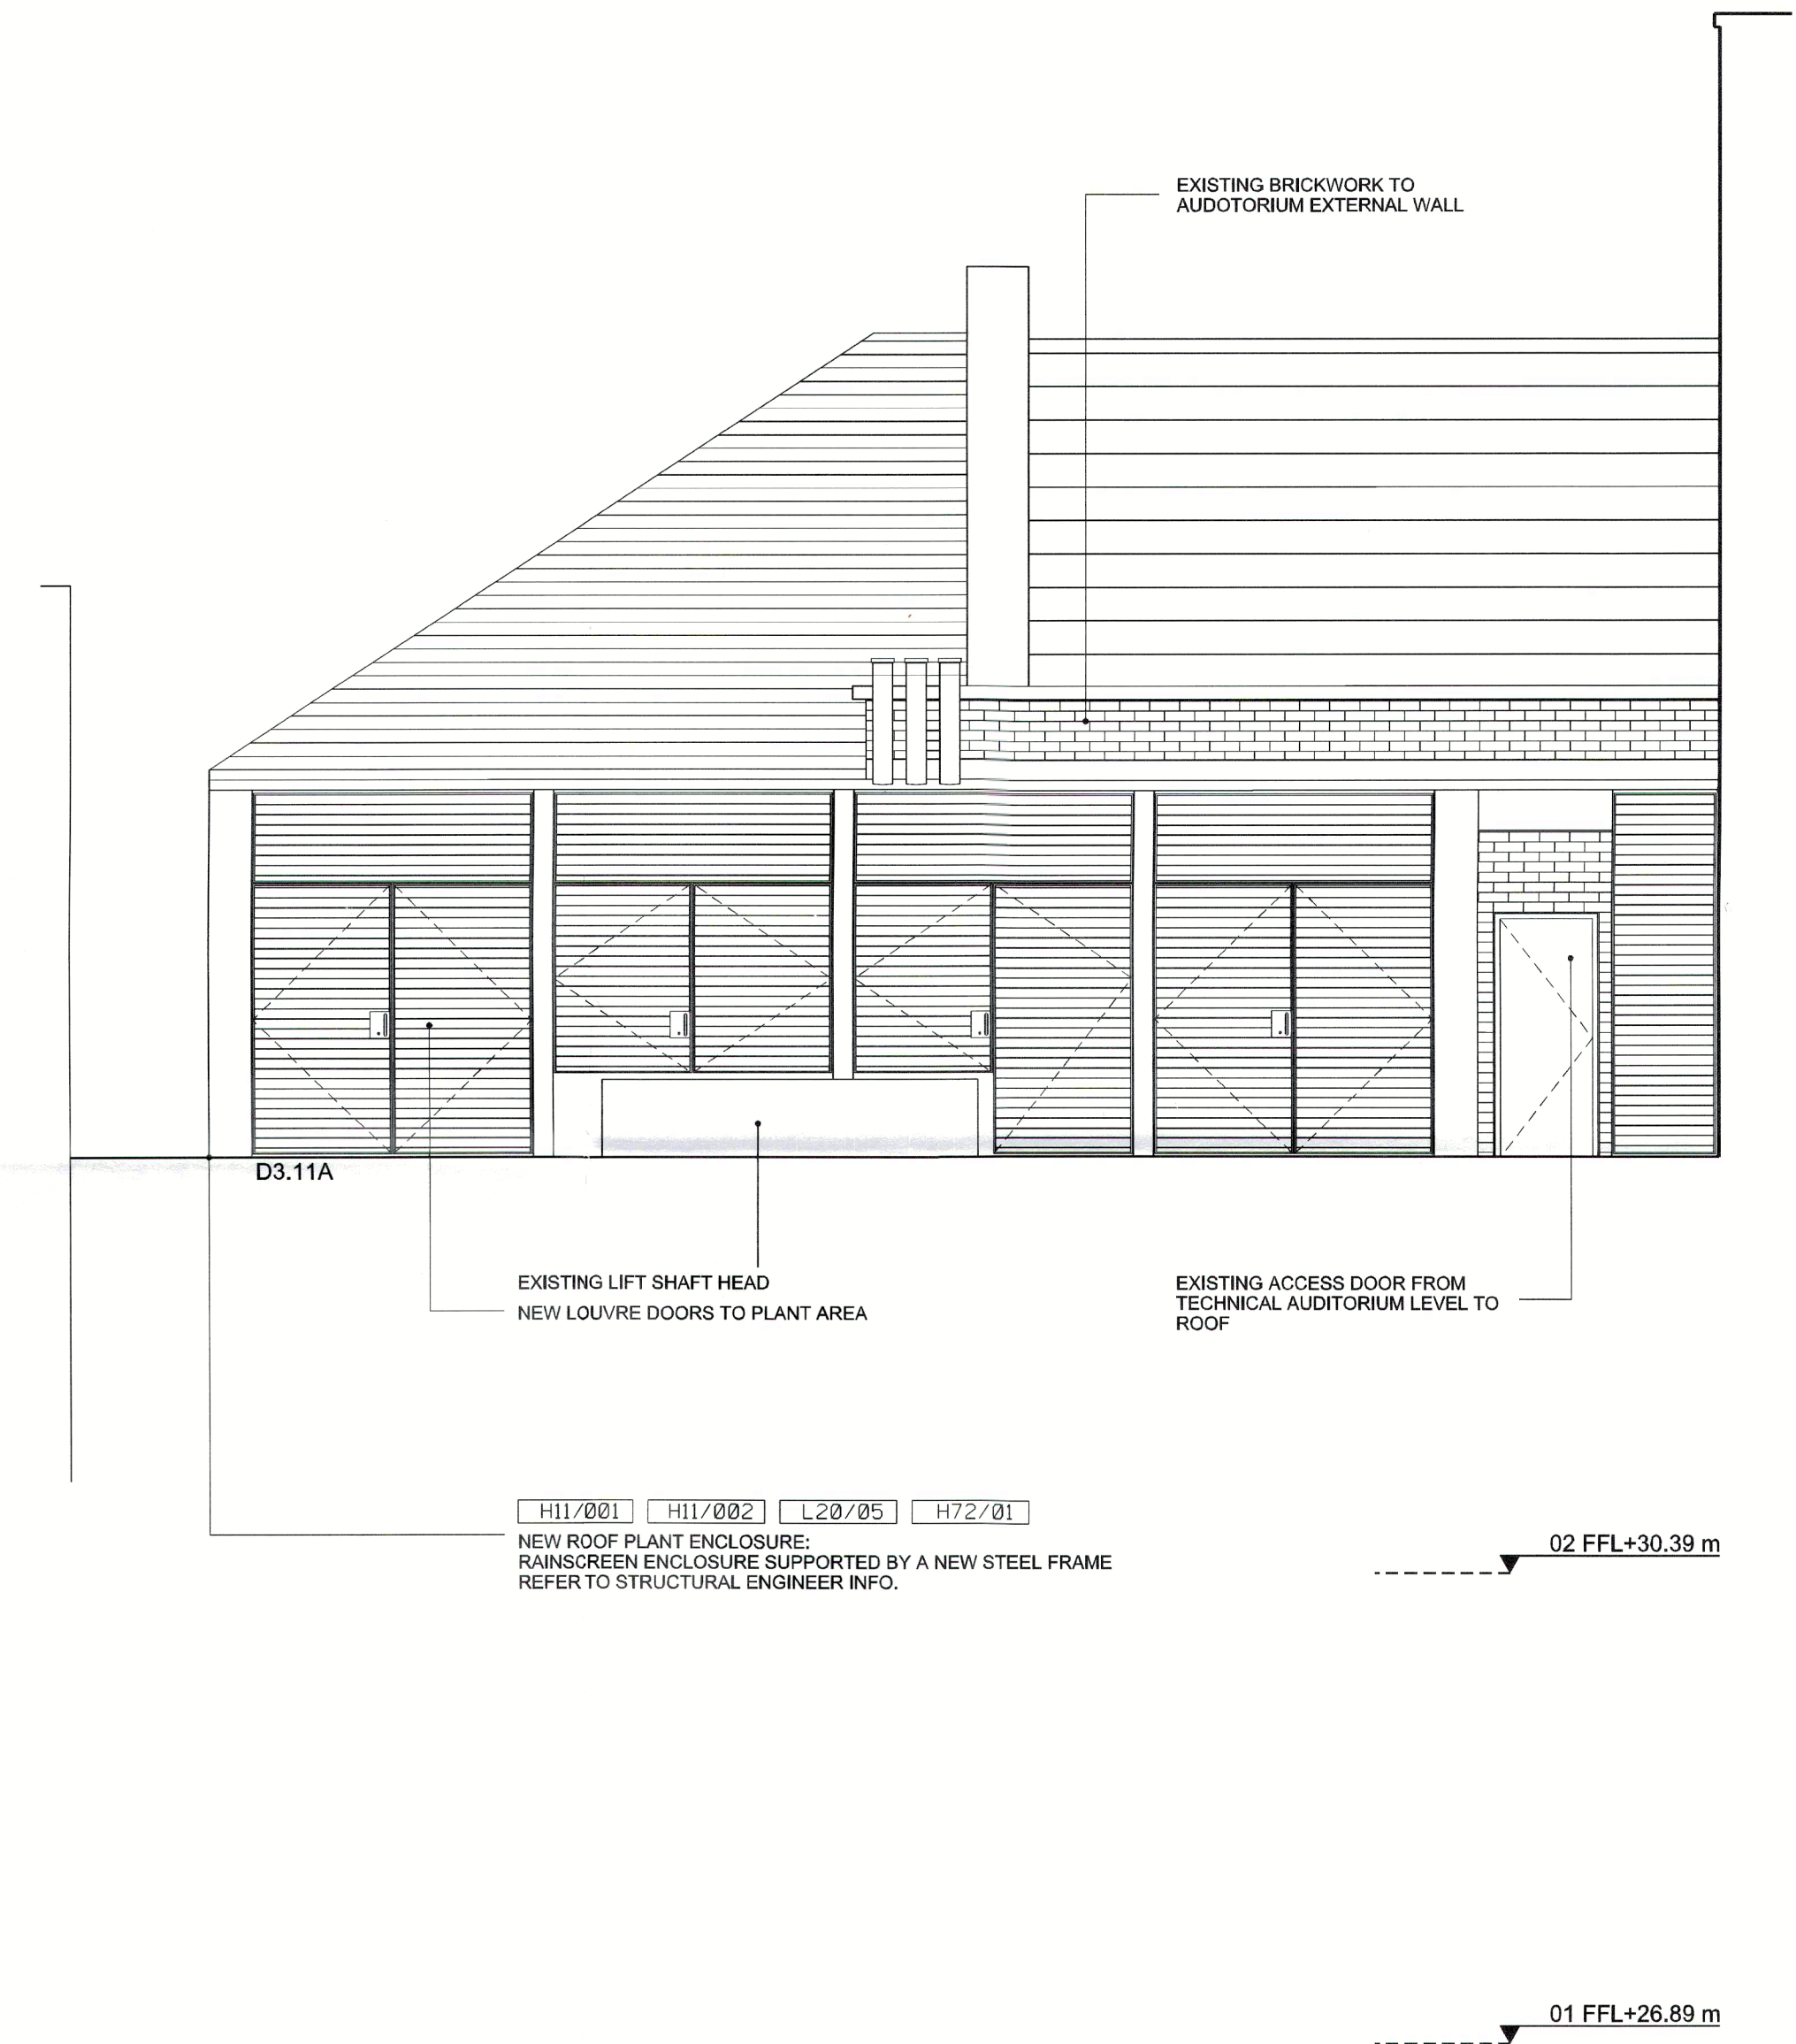 EXISTING BRICKWORK TO
AUDOTORIUM EXTERNAL WALL
D3.11A
EXISTING LIFT SHAFT HEAD
NEW LOUVRE DOORS TO PLANT AREA
EXISTING ACCESS DOOR FROM
TECHNICAL AUDITORIUM LEVEL TO
ROOF
H11/001 H11/002 L20/05 H72/01
NEW ROOF PLANT ENCLOSURE:
RAINSCREEN ENCLOSURE SUPPORTED BY A NEW STEEL FRAME
REFER TO STRUCTURAL ENGINEER INFO.
02 FFL+30.39 m
01 FFL+26.89 m